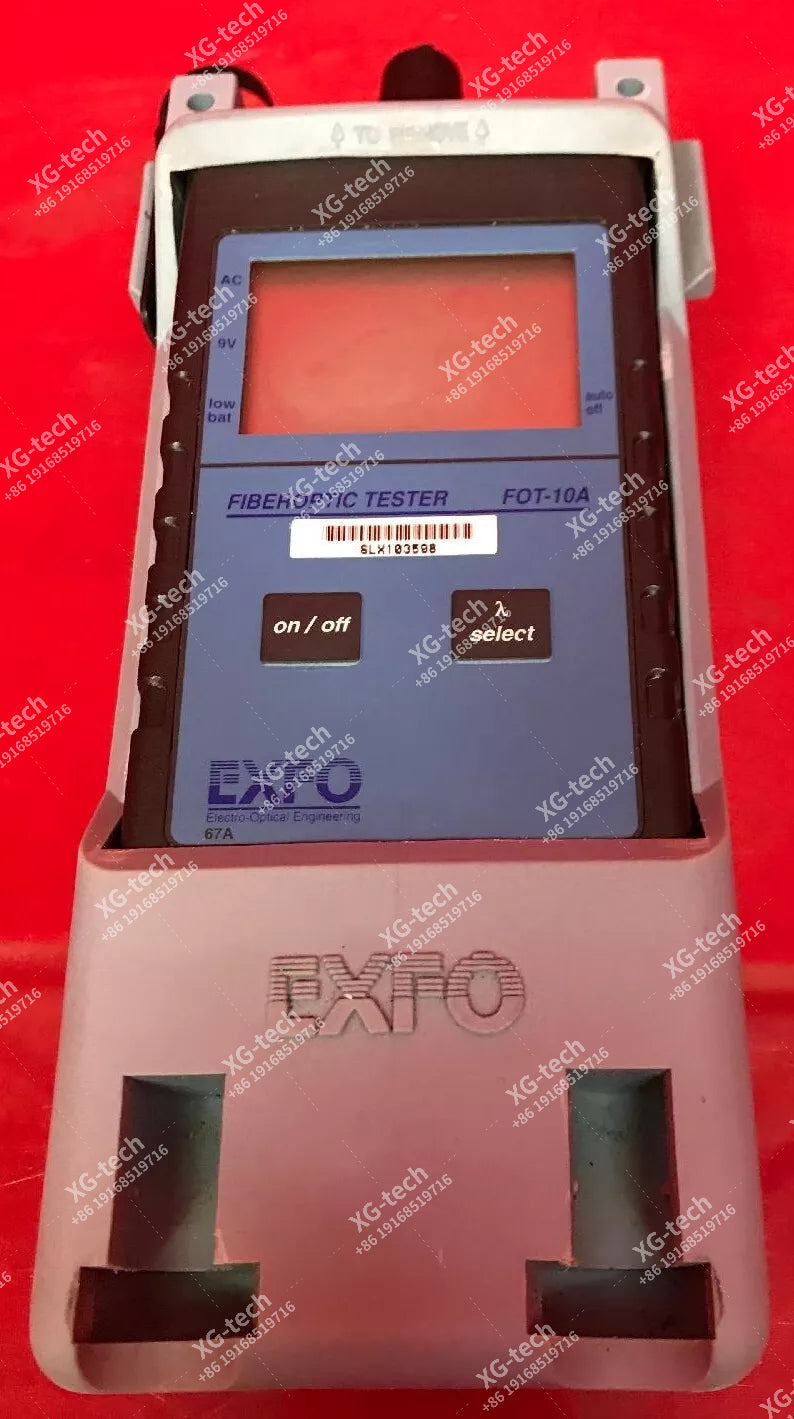 TO REMOVE
AC
9V
low
bat
auto
off
FIBEROPTIC TESTER FOT-10A
SLX103598
on / off
λ
select
EXFO
Electro-Optical Engineering
67A
EXFO
XG-tech
+86 19168519716